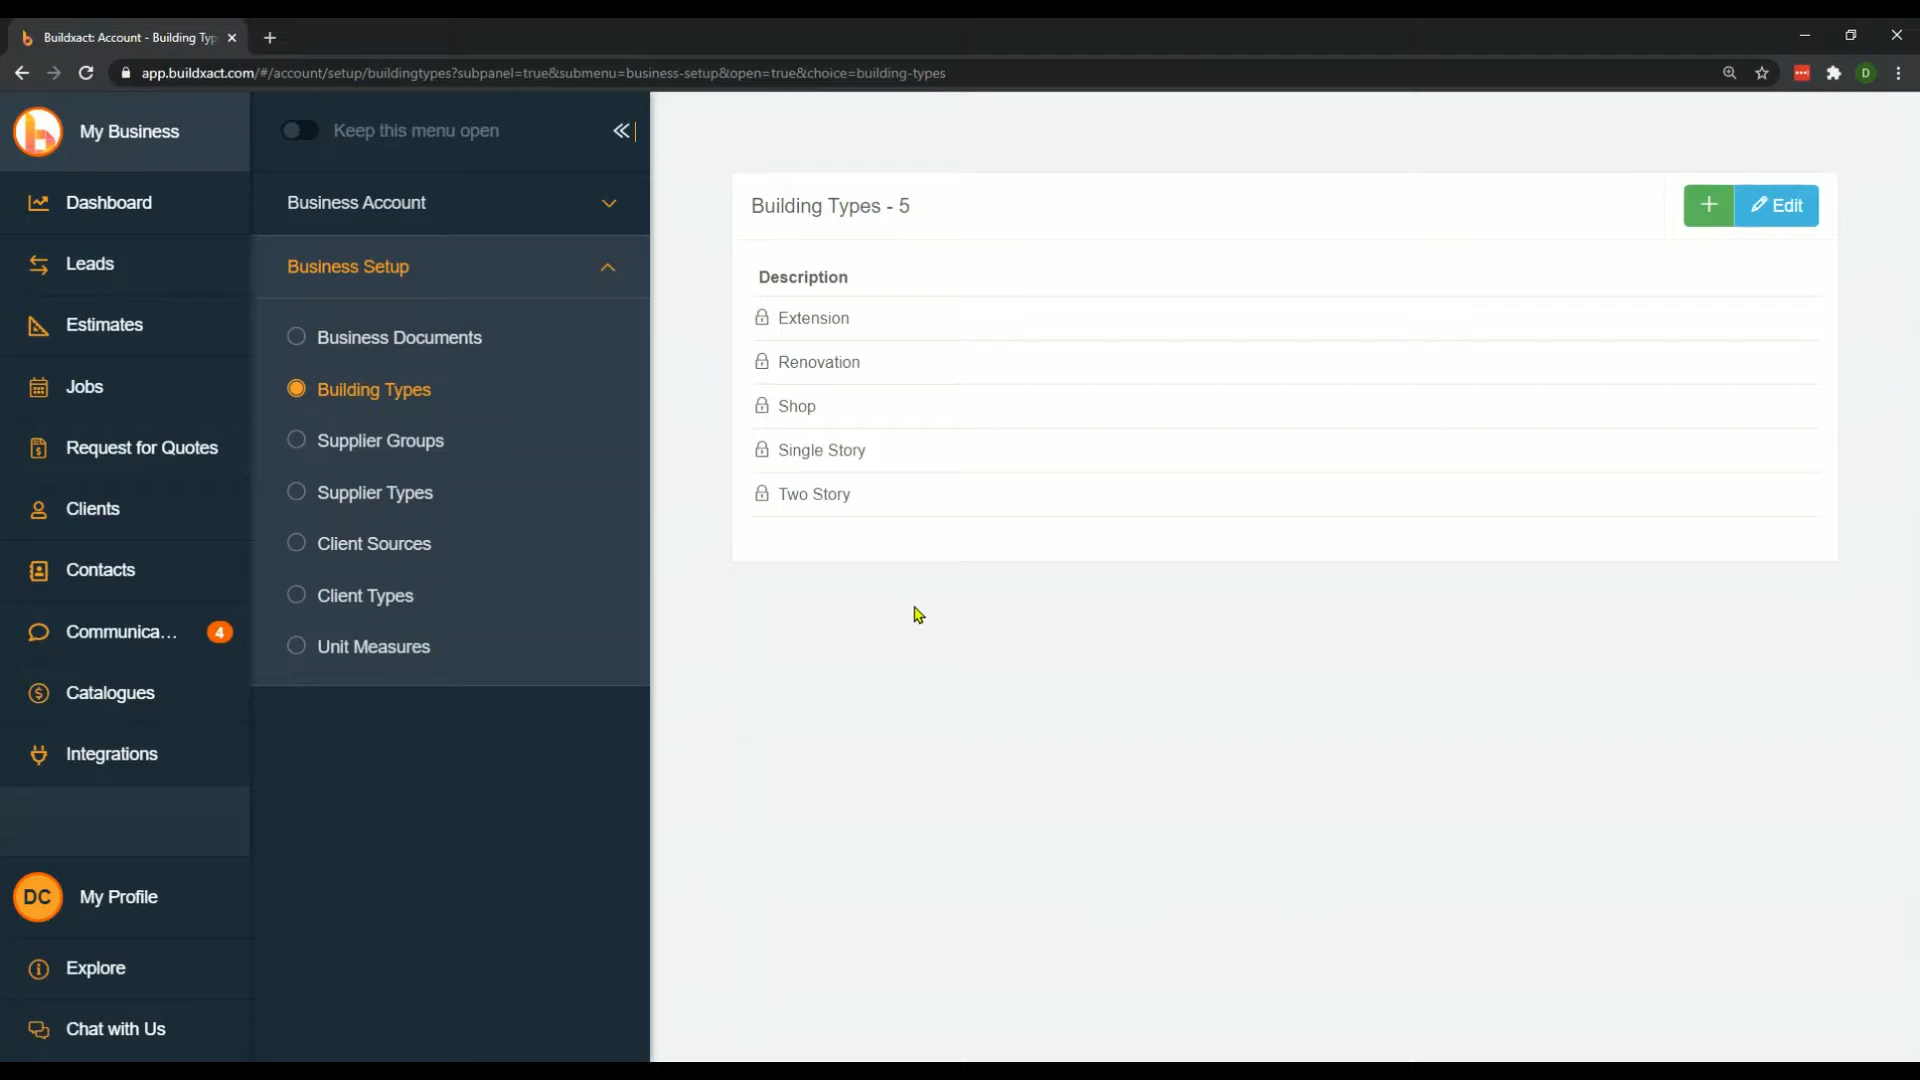 Buildxact: Account - Building Typ
app.buildxact.com/#/account/setup/buildingtypes?subpanel=true&submenu=business-setup&open=true&choice=building-types
D
My Business
Dashboard
Leads
Estimates
Jobs
Request for Quotes
Clients
Contacts
Communica... 4
Catalogues
Integrations
DC My Profile
Explore
Chat with Us
Keep this menu open
Business Account
Business Setup
Business Documents
Building Types
Supplier Groups
Supplier Types
Client Sources
Client Types
Unit Measures
Building Types - 5
+ Edit
Description
Extension
Renovation
Shop
Single Story
Two Story